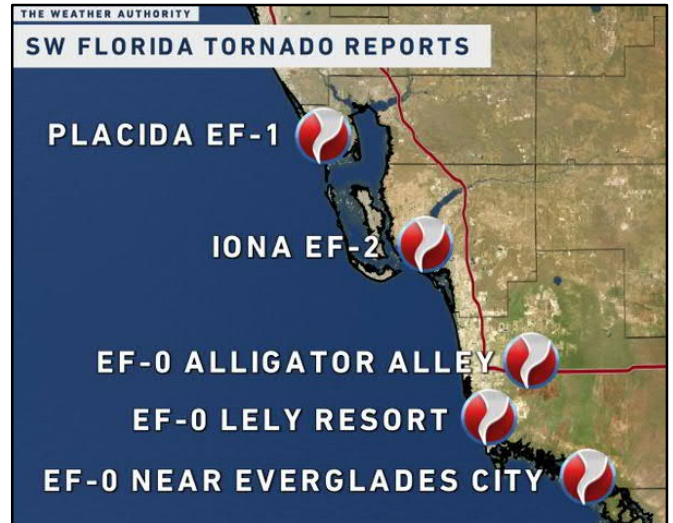 THE WEATHER AUTHORITY
SW FLORIDA TORNADO REPORTS
PLACIDA EF-1
IONA EF-2
EF-0 ALLIGATOR ALLEY
EF-0 LELY RESORT
EF-0 NEAR EVERGLADES CITY